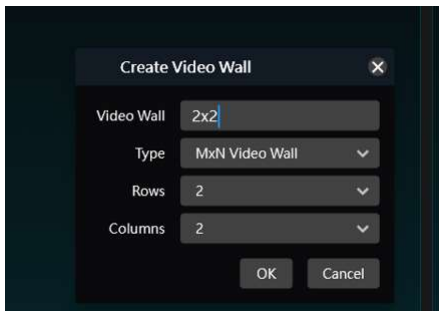 Create Video Wall
Video Wall 2x2
Type MxN Video Wall
Rows 2
Columns 2
OK Cancel